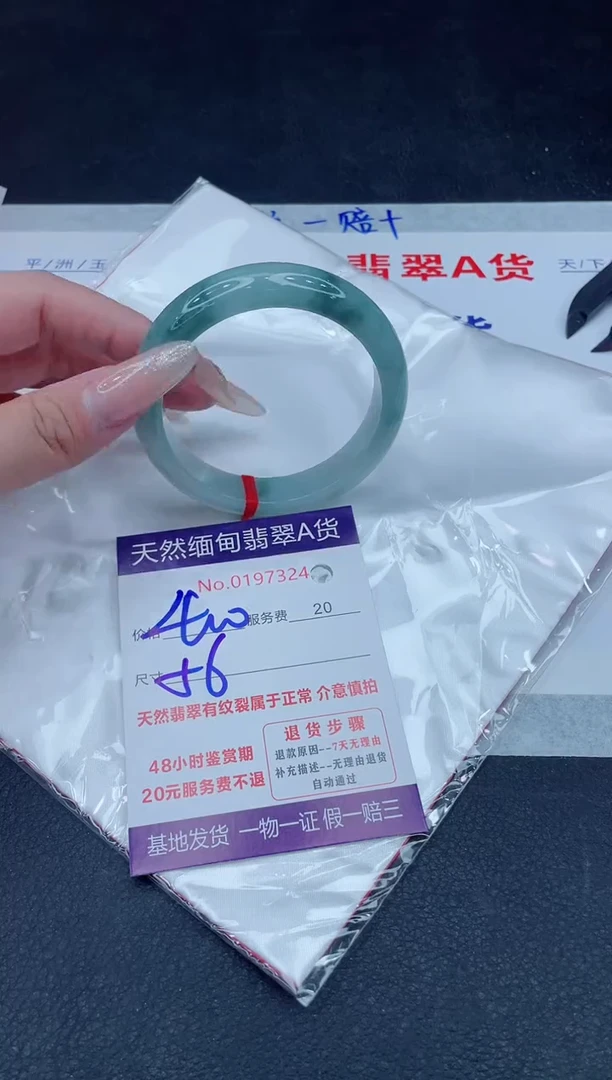 一赔十
平/洲/玉
翡翠A货
天/下
天然缅甸翡翠A货
No.0197324
价格 400 服务费 20
尺寸 56
天然翡翠有纹裂属于正常 介意慎拍
48小时鉴赏期
20元服务费不退
退货步骤
退款原因--7天无理由
补充描述--无理由退货
自动通过
基地发货 一物一证 假一赔三